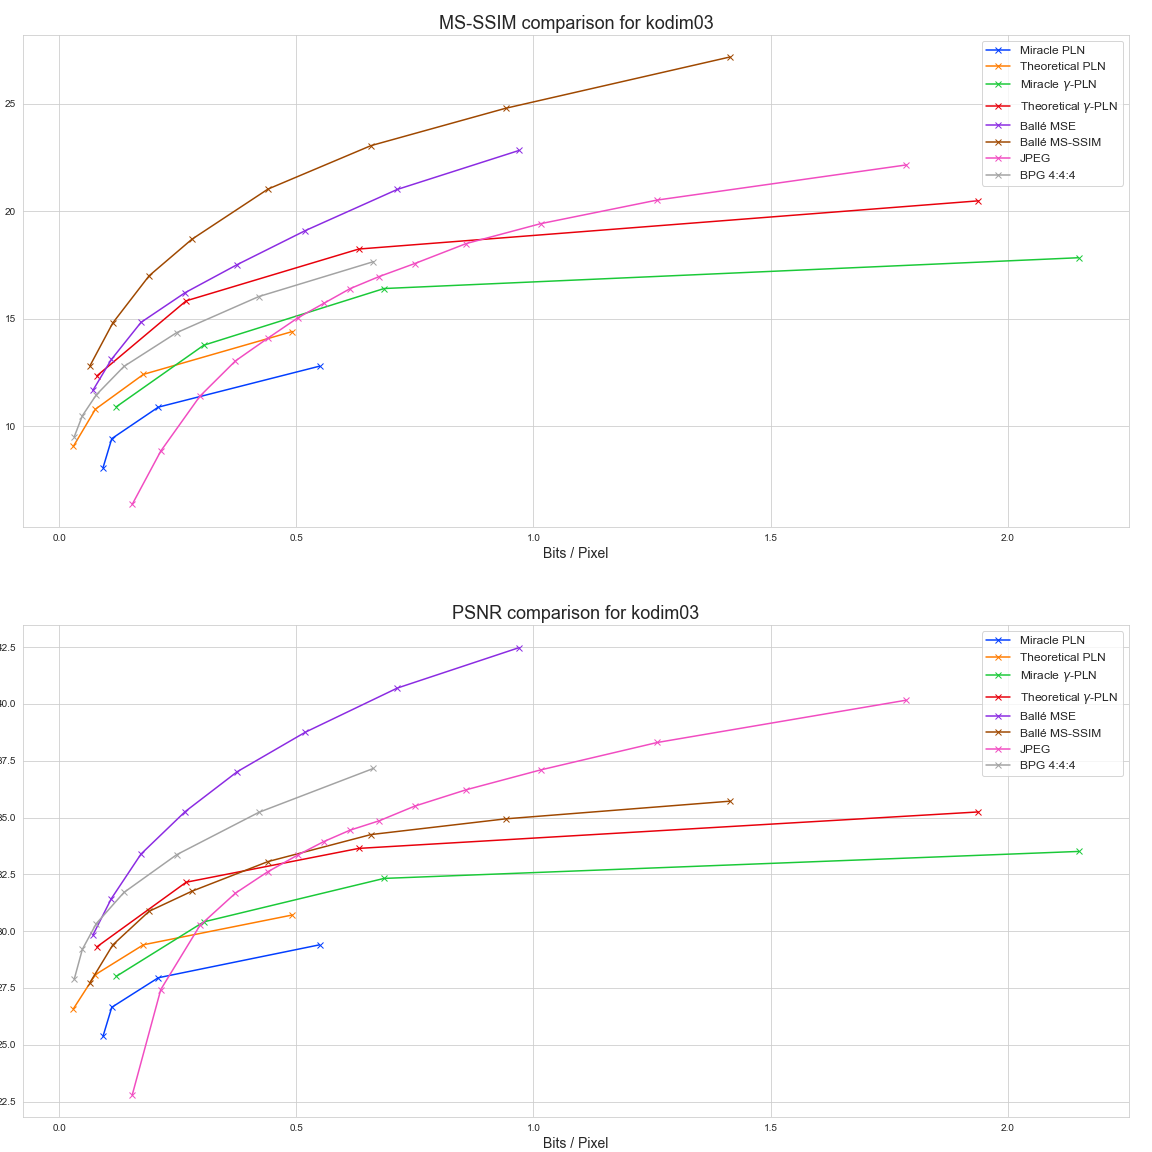 MS-SSIM comparison for kodim03
25
20
15
10
0.0 0.5 1.0 1.5 2.0
Bits / Pixel
Miracle PLN
Theoretical PLN
Miracle γ-PLN
Theoretical γ-PLN
Ballé MSE
Ballé MS-SSIM
JPEG
BPG 4:4:4
PSNR comparison for kodim03
42.5
40.0
37.5
35.0
32.5
30.0
27.5
25.0
22.5
0.0 0.5 1.0 1.5 2.0
Bits / Pixel
Miracle PLN
Theoretical PLN
Miracle γ-PLN
Theoretical γ-PLN
Ballé MSE
Ballé MS-SSIM
JPEG
BPG 4:4:4